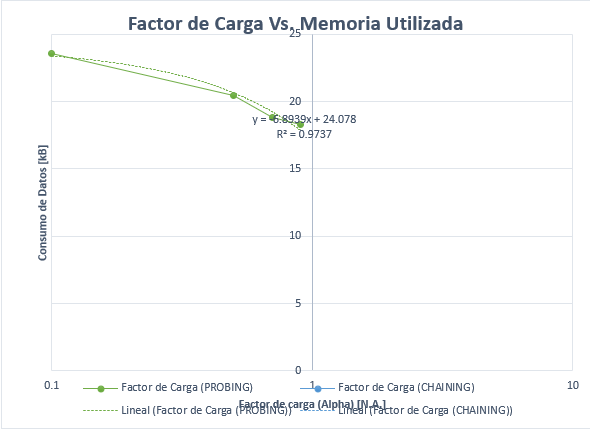 Factor de Carga Vs. Memoria Utilizada
25
20
y = -6.8939x + 24.078
R² = 0.9737
15
10
5
0
Consumo de Datos [kB]
0.1
1
10
Factor de Carga (PROBING)
Factor de Carga (CHAINING)
Factor de carga (Alpha) [N.A.]
Lineal (Factor de Carga (PROBING))
Lineal (Factor de Carga (CHAINING))